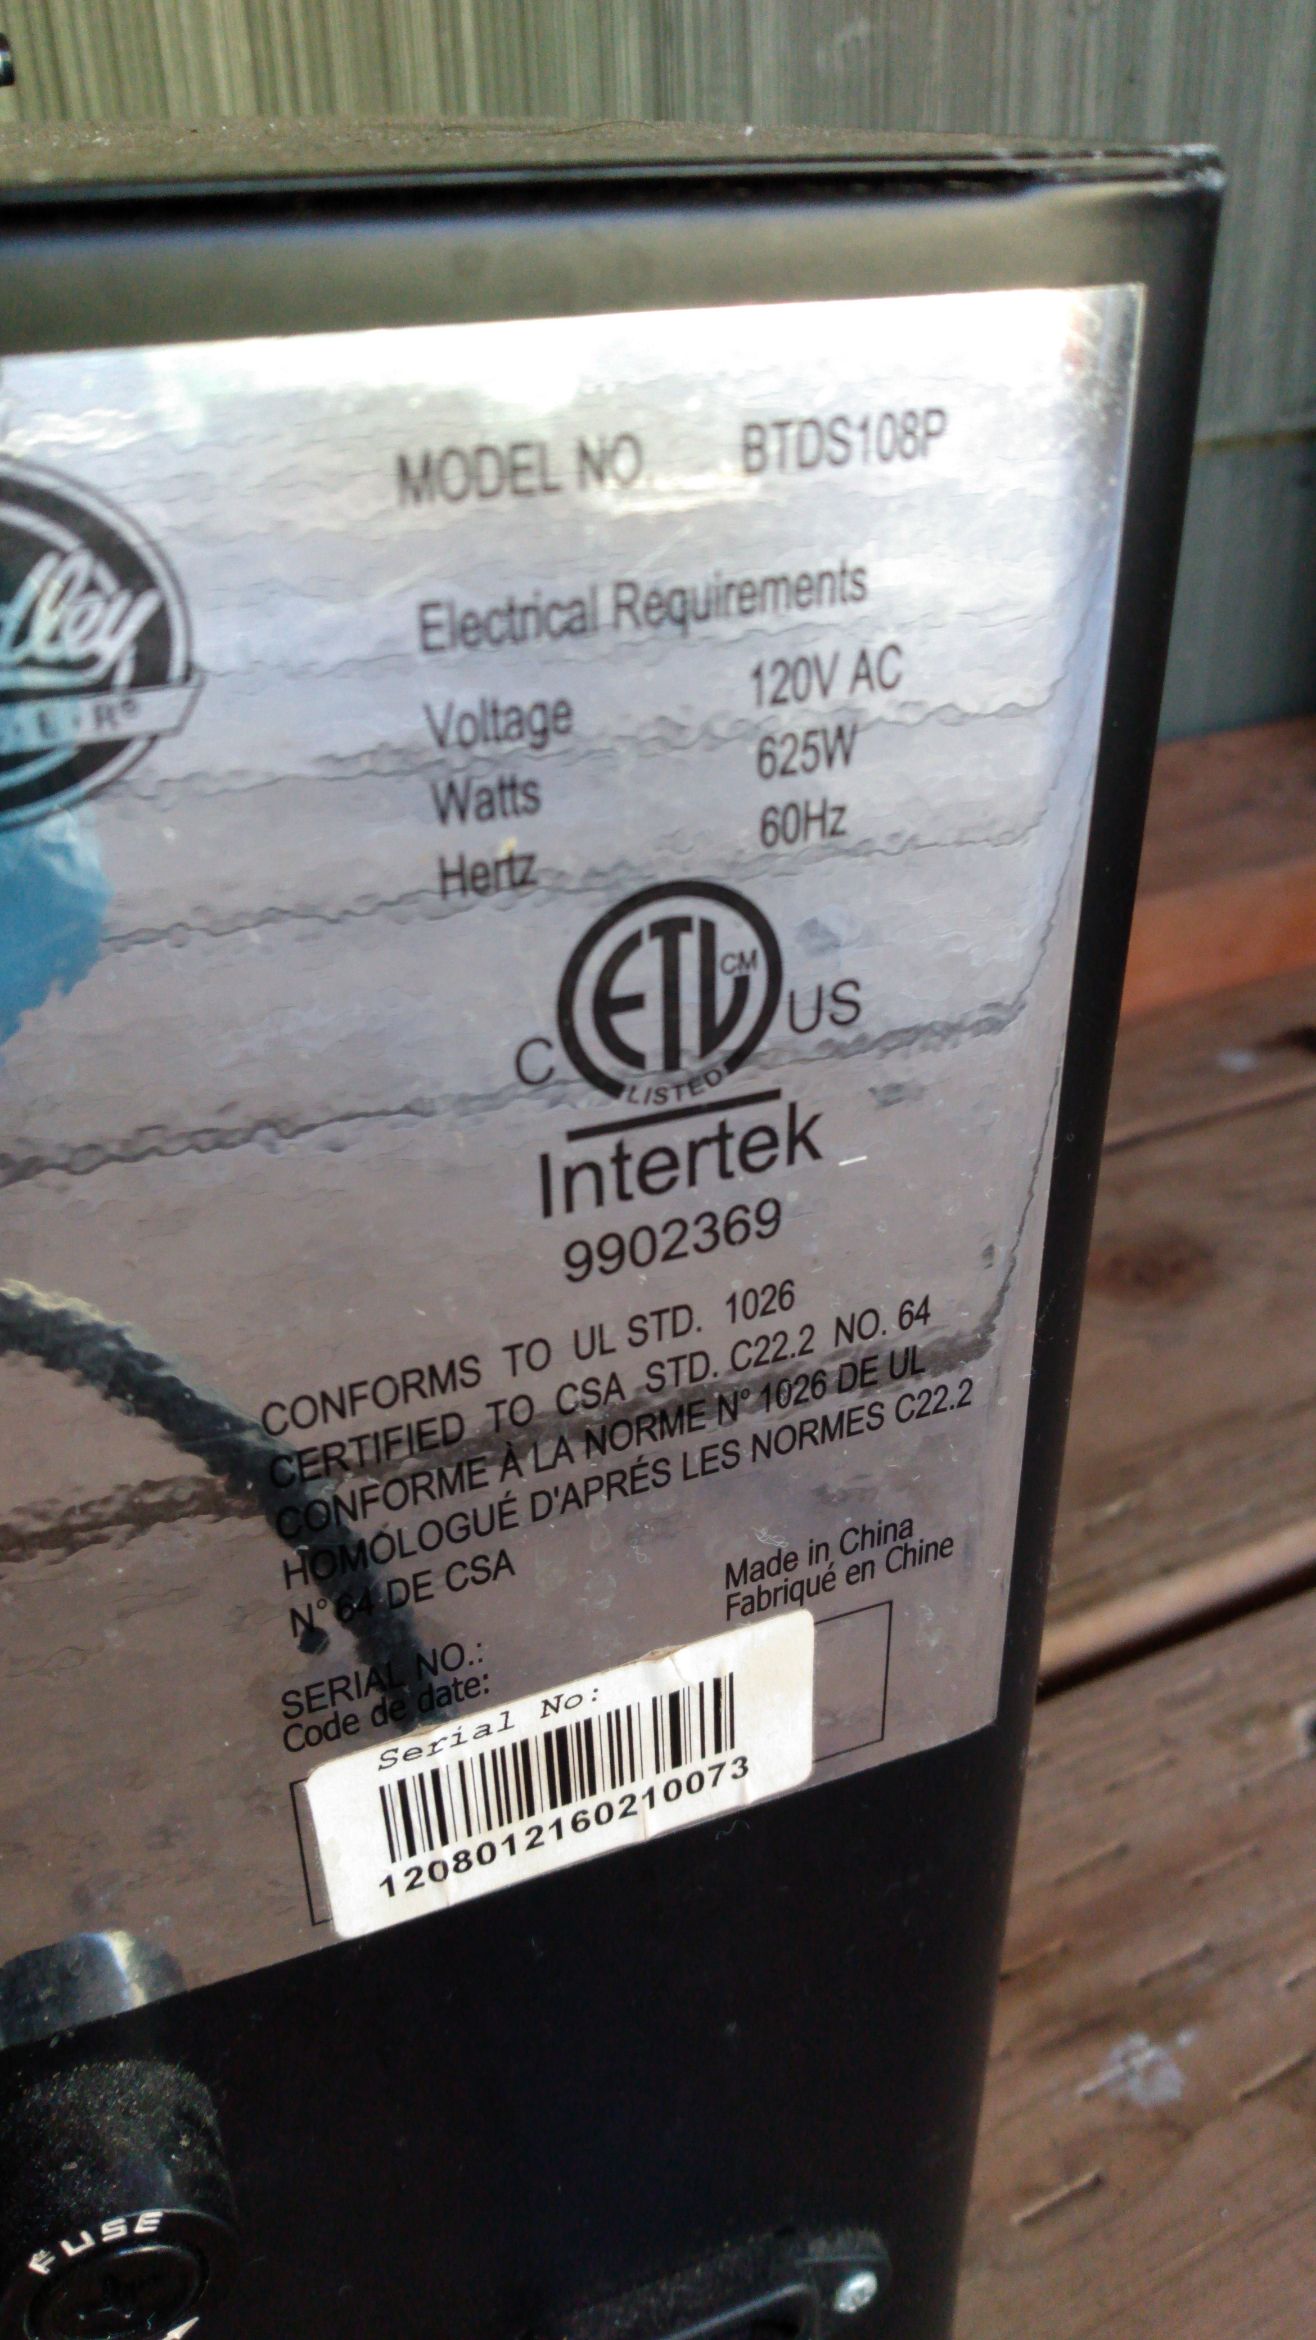 MODEL NO. BTDS108P
Electrical Requirements
Voltage 120V AC
Watts 625W
Hertz 60Hz
dley
E R®
C ETL CM US
LISTED
Intertek
9902369
CONFORMS TO UL STD. 1026
CERTIFIED TO CSA STD. C22.2 NO. 64
CONFORME À LA NORME N° 1026 DE UL
HOMOLOGUÉ D'APRÉS LES NORMES C22.2
N° 64 DE CSA
Made in China
Fabriqué en Chine
SERIAL NO.:
Code de date:
Serial No:
1208012160210073
FUSE